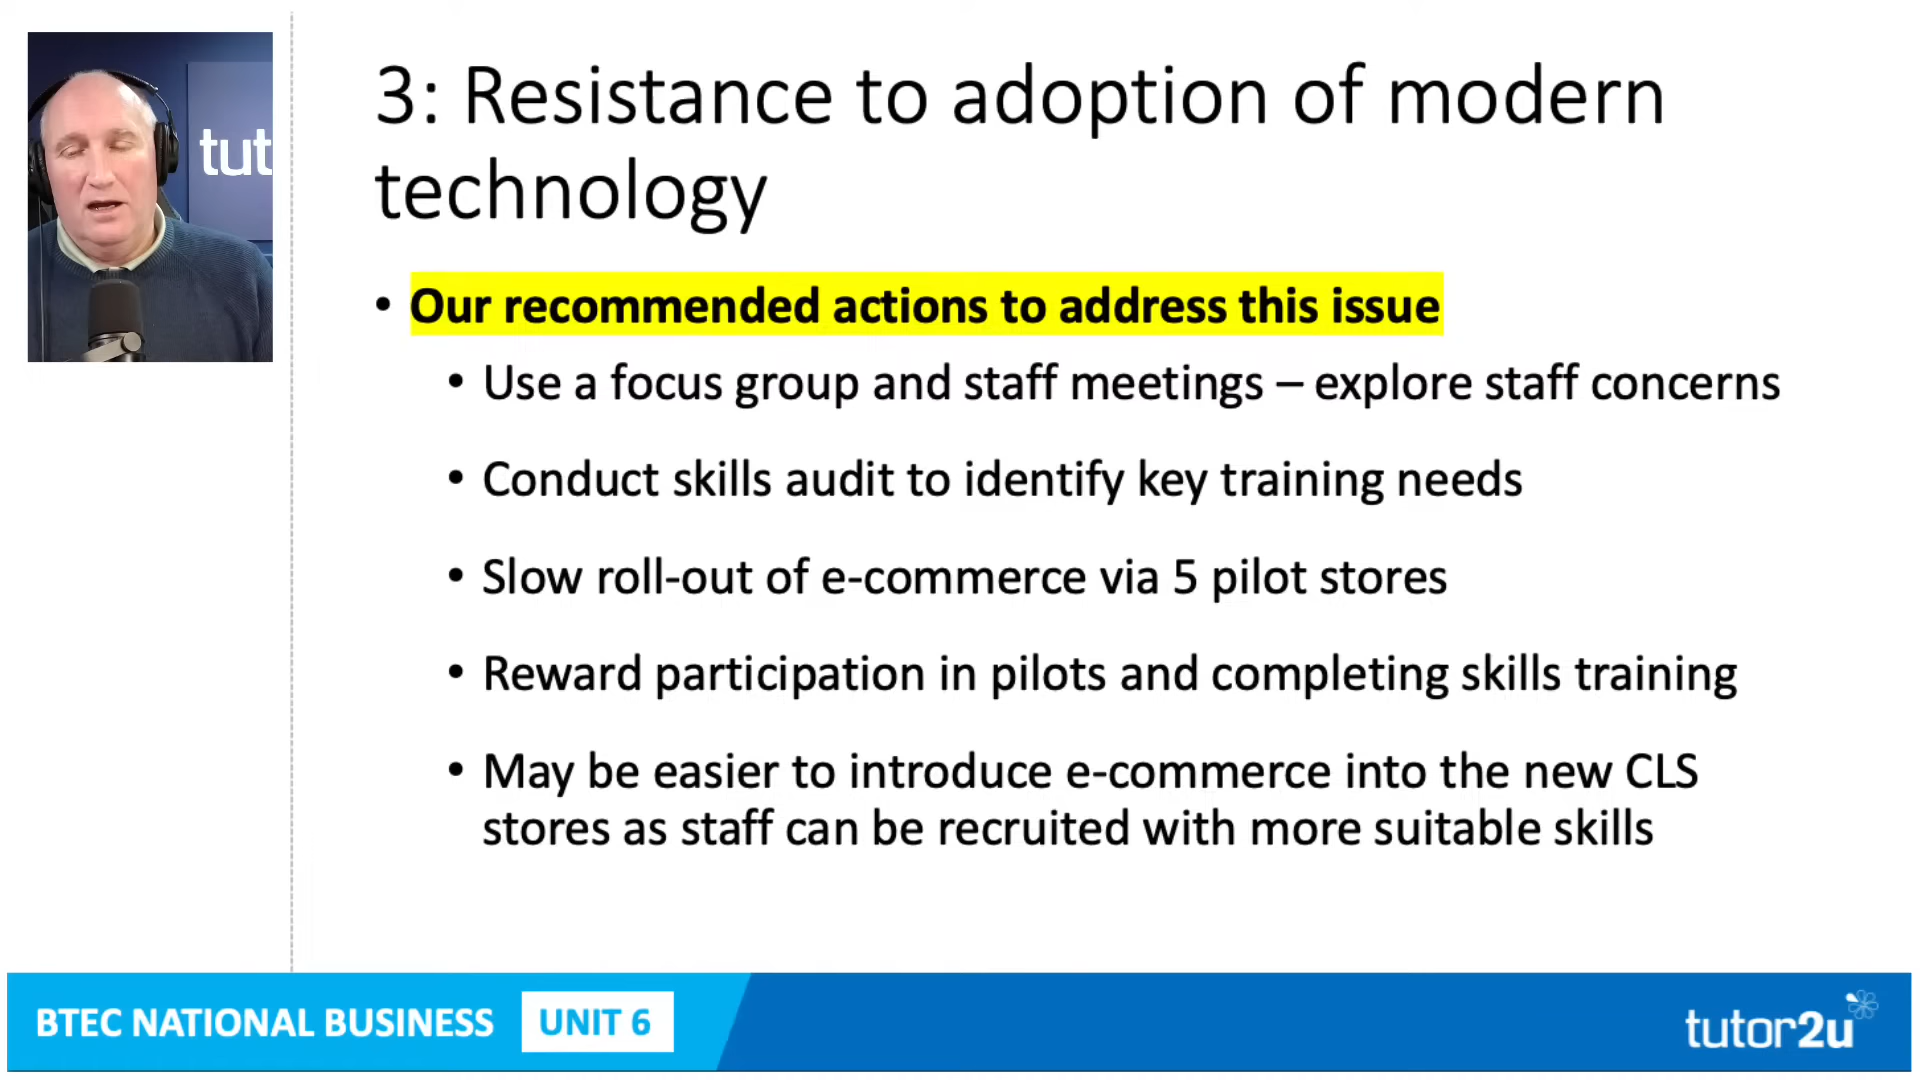 tut
3: Resistance to adoption of modern
technology
• Our recommended actions to address this issue
• Use a focus group and staff meetings – explore staff concerns
• Conduct skills audit to identify key training needs
• Slow roll-out of e-commerce via 5 pilot stores
• Reward participation in pilots and completing skills training
• May be easier to introduce e-commerce into the new CLS
stores as staff can be recruited with more suitable skills
BTEC NATIONAL BUSINESS UNIT 6
tutor2u